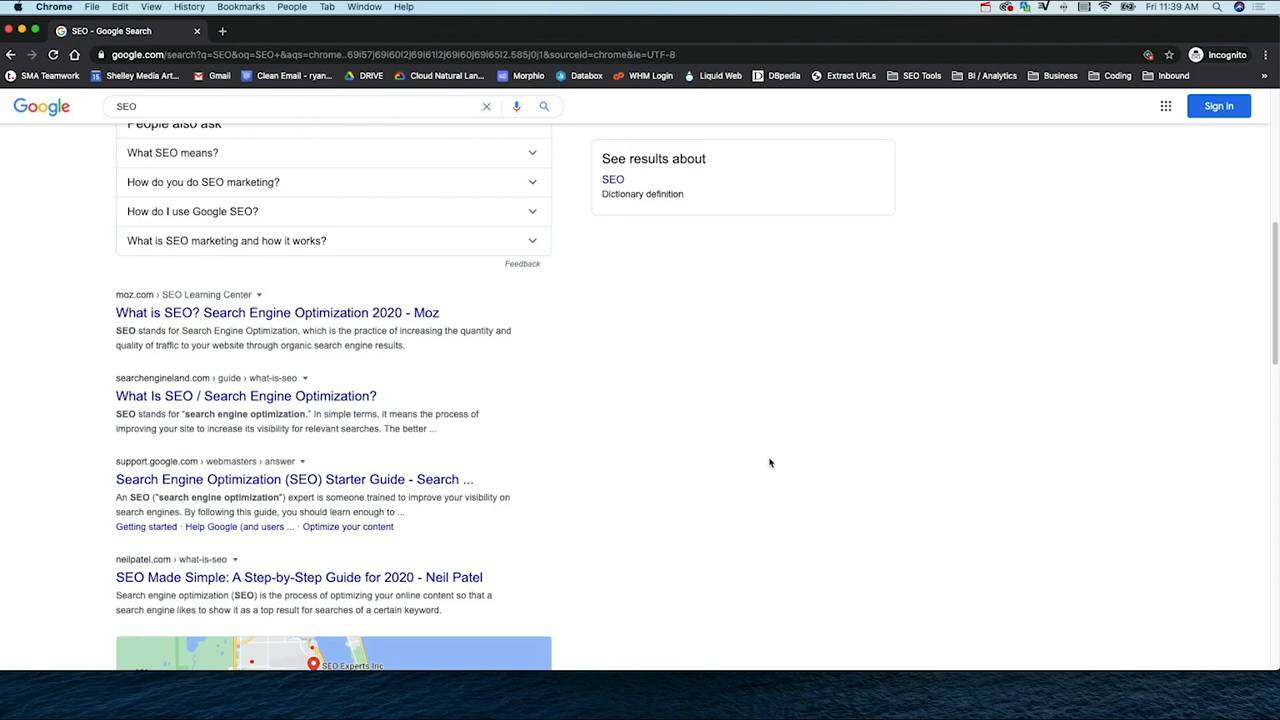 Chrome File Edit View History Bookmarks People Tab Window Help Fri 11:39 AM
SEO - Google Search
google.com/search?q=SEO&oq=SEO+&aqs=chrome..69i57j69i60l2j69i61l2j69i60j69i65l2.585j0j1&sourceid=chrome&ie=UTF-8 Incognito
SMA Teamwork Shelley Media Art... Gmail Clean Email - ryan... DRIVE Cloud Natural Lan... Morphio Databox WHM Login Liquid Web DBpedia Extract URLs SEO Tools BI / Analytics Business Coding Inbound
Google SEO Sign in
People also ask
What SEO means?
How do you do SEO marketing?
How do I use Google SEO?
What is SEO marketing and how it works?
Feedback
See results about
SEO
Dictionary definition
moz.com › SEO Learning Center
What is SEO? Search Engine Optimization 2020 - Moz
SEO stands for Search Engine Optimization, which is the practice of increasing the quantity and
quality of traffic to your website through organic search engine results.
searchengineland.com › guide › what-is-seo
What Is SEO / Search Engine Optimization?
SEO stands for "search engine optimization." In simple terms, it means the process of
improving your site to increase its visibility for relevant searches. The better ...
support.google.com › webmasters › answer
Search Engine Optimization (SEO) Starter Guide - Search ...
An SEO ("search engine optimization") expert is someone trained to improve your visibility on
search engines. By following this guide, you should learn enough to ...
Getting started · Help Google (and users ... · Optimize your content
neilpatel.com › what-is-seo
SEO Made Simple: A Step-by-Step Guide for 2020 - Neil Patel
Search engine optimization (SEO) is the process of optimizing your online content so that a
search engine likes to show it as a top result for searches of a certain keyword.
SEO Experts Inc